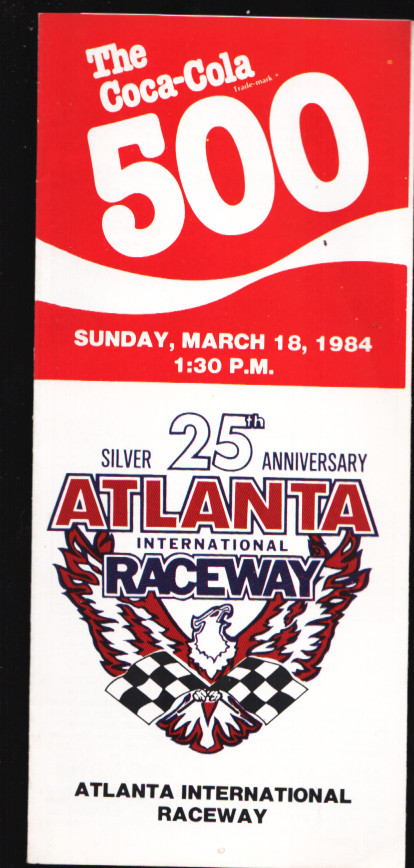 The
Coca-Cola
Trade-mark ®
500
SUNDAY, MARCH 18, 1984
1:30 P.M.
25th
SILVER ANNIVERSARY
ATLANTA
INTERNATIONAL
RACEWAY
ATLANTA INTERNATIONAL
RACEWAY